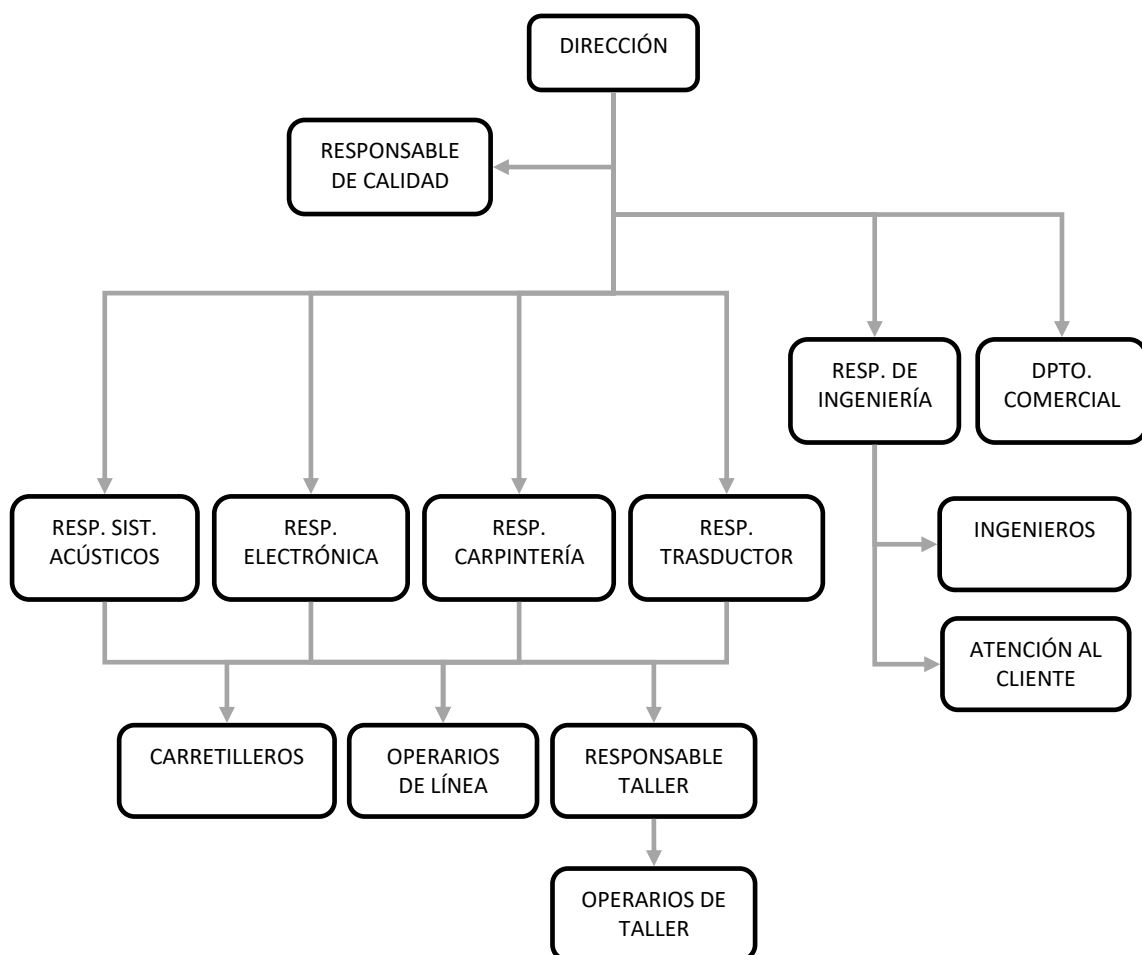 DIRECCIÓN
RESPONSABLE
DE CALIDAD
RESP. DE
INGENIERÍA
DPTO.
COMERCIAL
RESP. SIST.
ACÚSTICOS
RESP.
ELECTRÓNICA
RESP.
CARPINTERÍA
RESP.
TRASDUCTOR
INGENIEROS
ATENCIÓN AL
CLIENTE
CARRETILLEROS
OPERARIOS
DE LÍNEA
RESPONSABLE
TALLER
OPERARIOS DE
TALLER